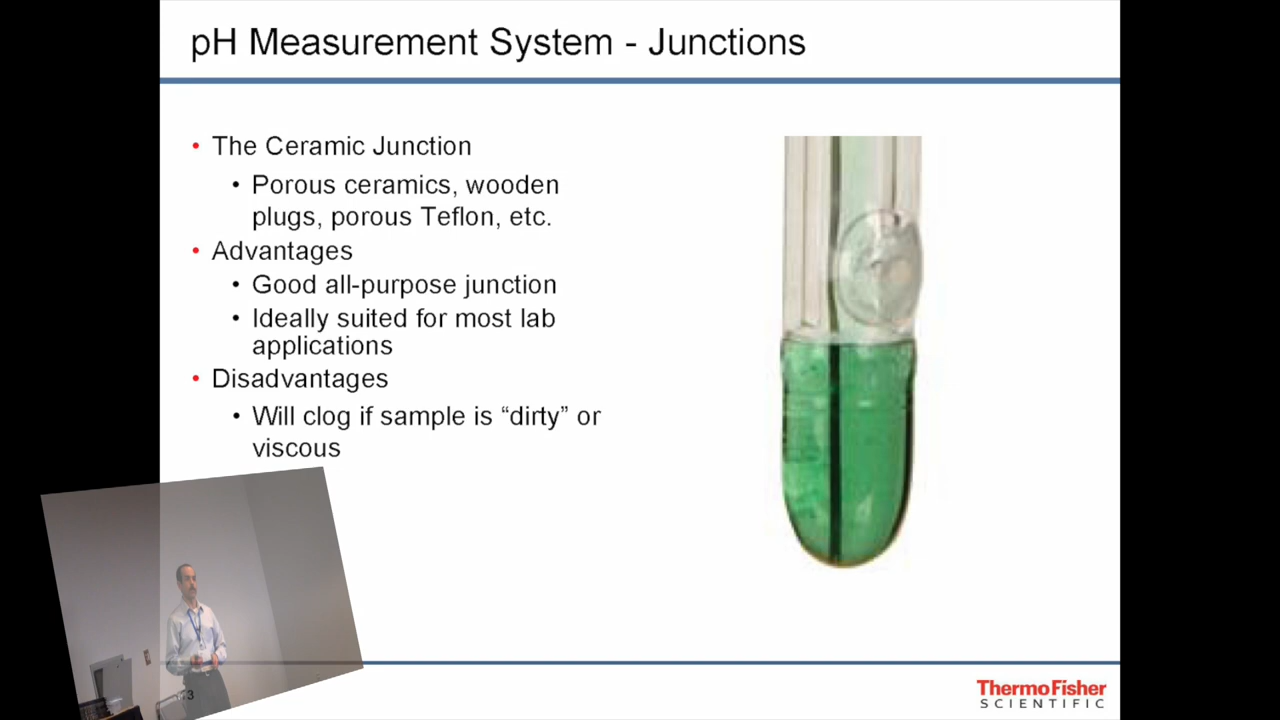 pH Measurement System - Junctions
• The Ceramic Junction
• Porous ceramics, wooden
plugs, porous Teflon, etc.
• Advantages
• Good all-purpose junction
• Ideally suited for most lab
applications
• Disadvantages
• Will clog if sample is “dirty” or
viscous
3
ThermoFisher
SCIENTIFIC